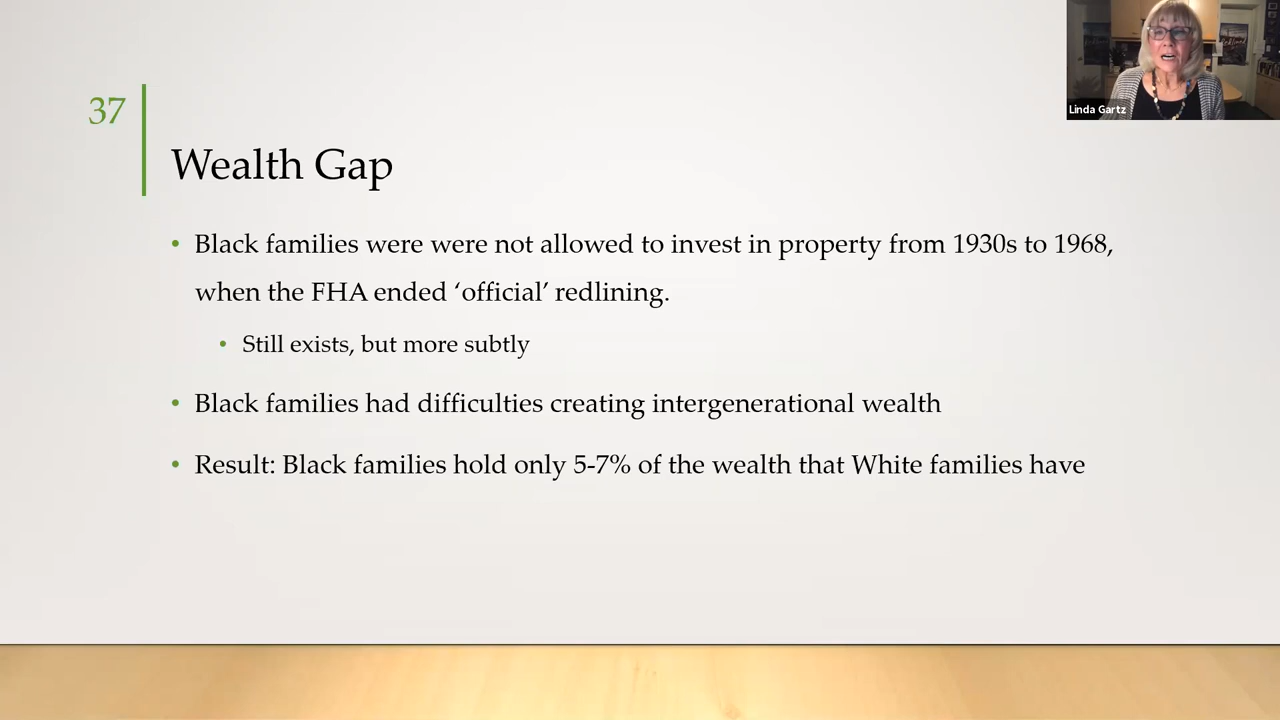 Linda Gartz
37
Wealth Gap
• Black families were were not allowed to invest in property from 1930s to 1968,
when the FHA ended ‘official’ redlining.
• Still exists, but more subtly
• Black families had difficulties creating intergenerational wealth
• Result: Black families hold only 5-7% of the wealth that White families have